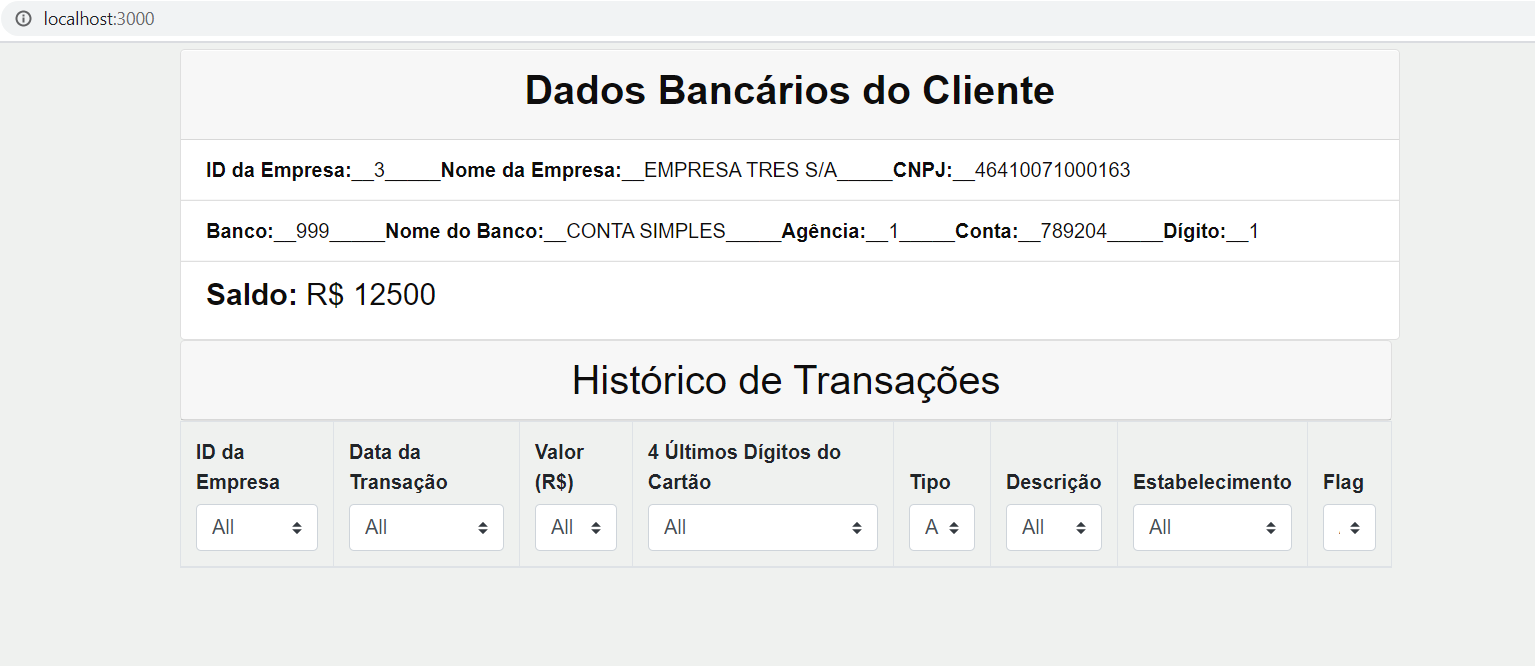 localhost:3000
Dados Bancários do Cliente
ID da Empresa:__3_____Nome da Empresa:__EMPRESA TRES S/A_____CNPJ:__46410071000163
Banco:__999_____Nome do Banco:__CONTA SIMPLES_____Agência:__1_____Conta:__789204_____Dígito:__1
Saldo: R$ 12500
Histórico de Transações
ID da Empresa Data da Transação Valor (R$) 4 Últimos Dígitos do Cartão Tipo Descrição Estabelecimento Flag
All All All All A All All